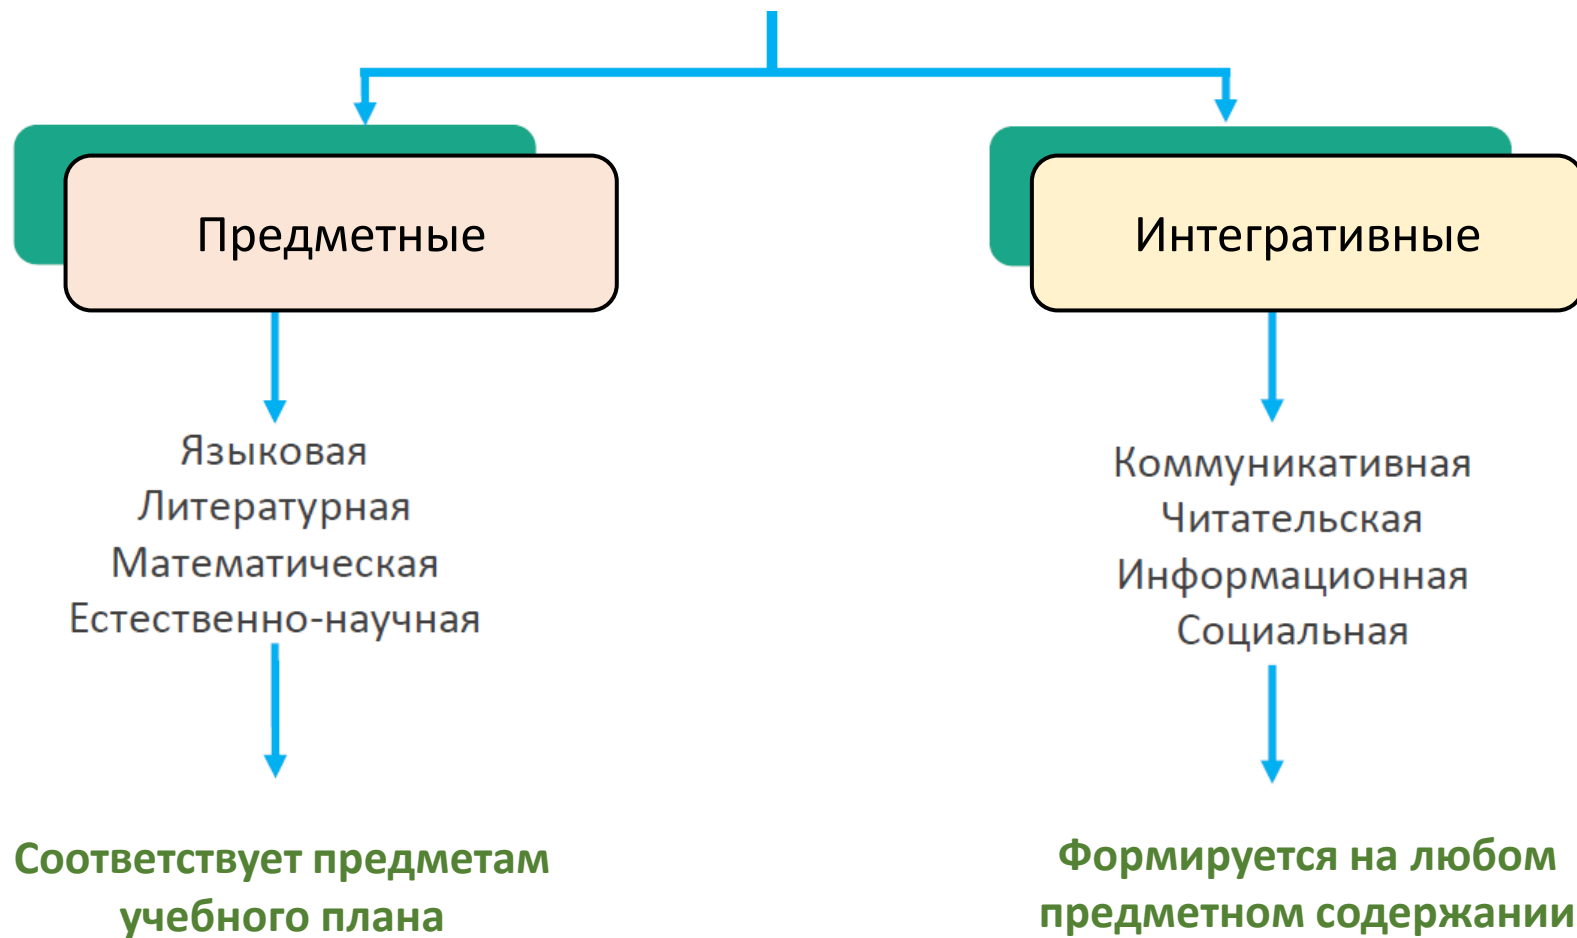 Предметные
Языковая
Литературная
Математическая
Естественно-научная
Соответствует предметам
учебного плана
Интегративные
Коммуникативная
Читательская
Информационная
Социальная
Формируется на любом
предметном содержании